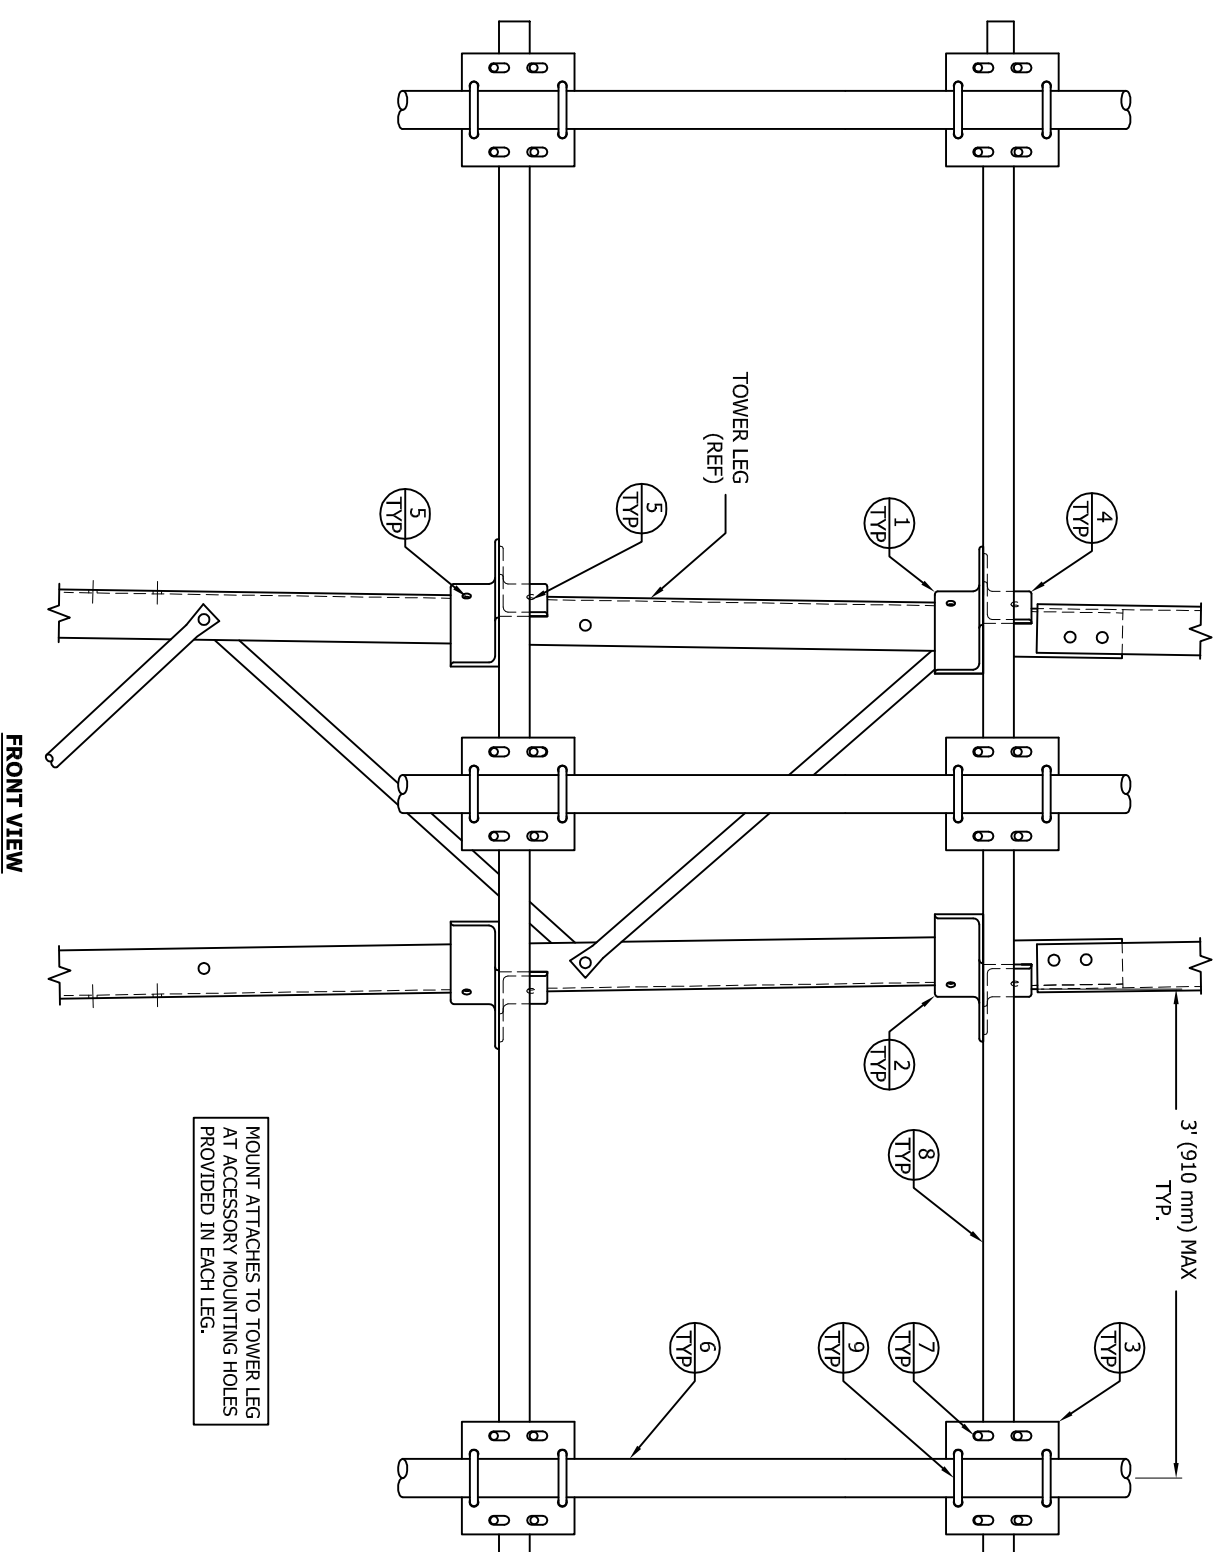 3' (910 mm) MAX
TYP.
4
TYP
1
TYP
TOWER LEG
(REF)
5
TYP
5
TYP
2
TYP
8
TYP
3
TYP
7
TYP
9
TYP
6
TYP
MOUNT ATTACHES TO TOWER LEG
AT ACCESSORY MOUNTING HOLES
PROVIDED IN EACH LEG.
FRONT VIEW